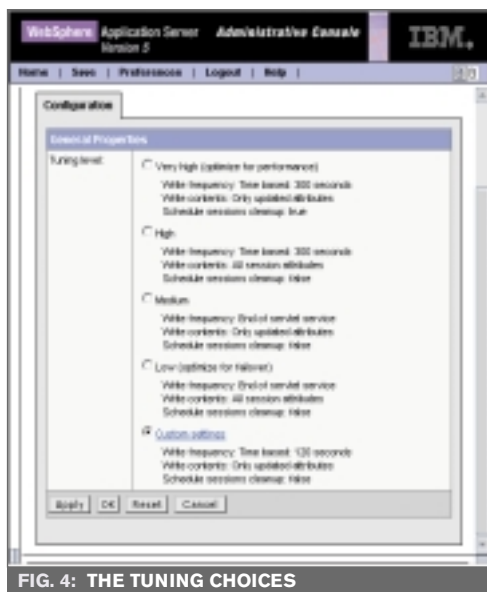 WebSphere Application Server Administrative Console
Version 5
IBM.
Home | Save | Preferences | Logout | Help |
Configuration
General Properties
Tuning level:
Very high (optimize for performance)
Write frequency: Time based: 300 seconds
Write contents: Only updated attributes
Schedule sessions cleanup: true
High
Write frequency: Time based: 300 seconds
Write contents: All session attributes
Schedule sessions cleanup: false
Medium
Write frequency: End of servlet service
Write contents: Only updated attributes
Schedule sessions cleanup: false
Low (optimize for failover)
Write frequency: End of servlet service
Write contents: All session attributes
Schedule sessions cleanup: false
Custom settings
Write frequency: Time based: 120 seconds
Write contents: Only updated attributes
Schedule sessions cleanup: false
Apply OK Reset Cancel
FIG. 4: THE TUNING CHOICES